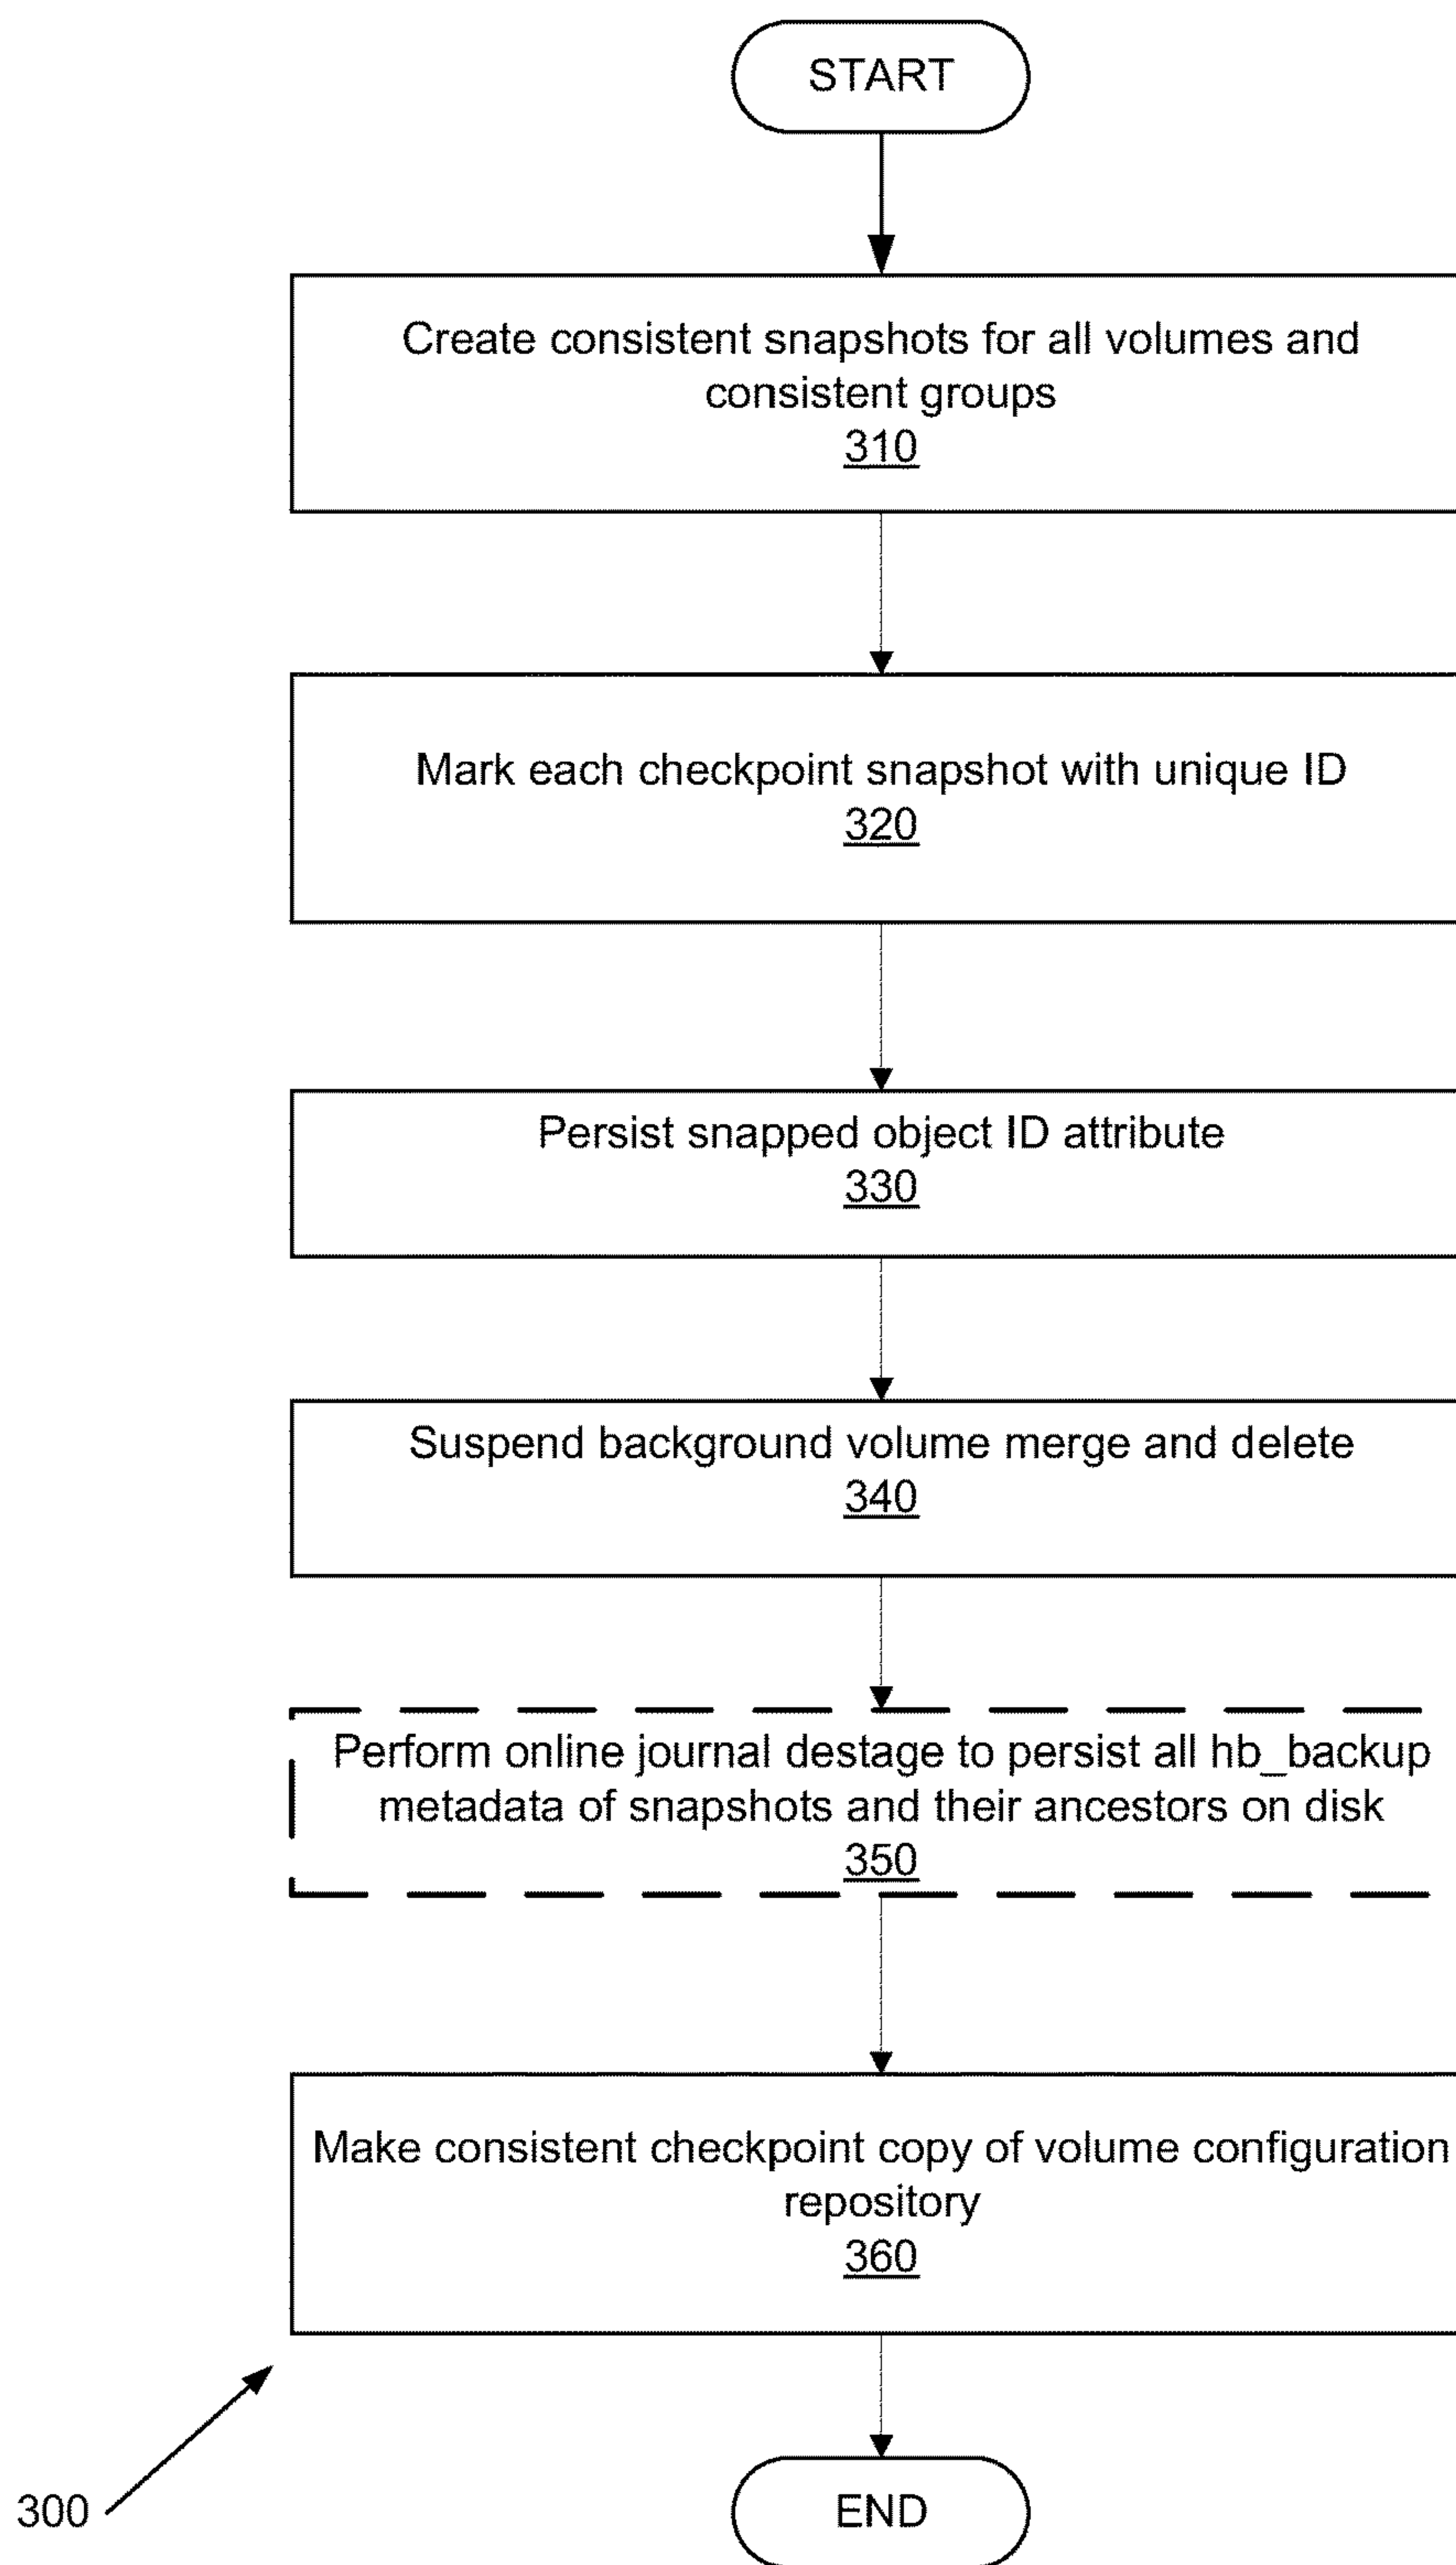 START
Create consistent snapshots for all volumes and
consistent groups
310
Mark each checkpoint snapshot with unique ID
320
Persist snapped object ID attribute
330
Suspend background volume merge and delete
340
Perform online journal destage to persist all hb_backup
metadata of snapshots and their ancestors on disk
350
Make consistent checkpoint copy of volume configuration
repository
360
300
END